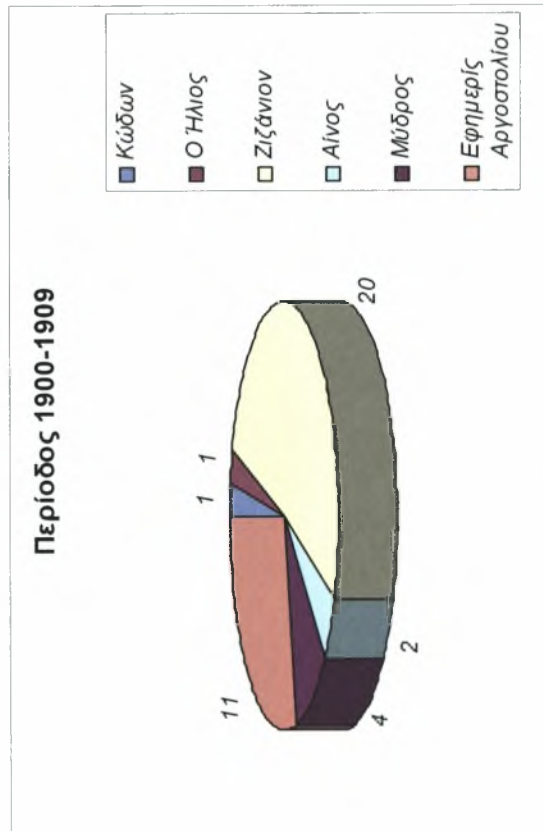 Περίοδος 1900-1909
1
1
20
2
4
11
Κώδων
Ο Ήλιος
Ζιζάνιον
Αίνος
Μύδρος
Εφημερίς
Αργοστολίου